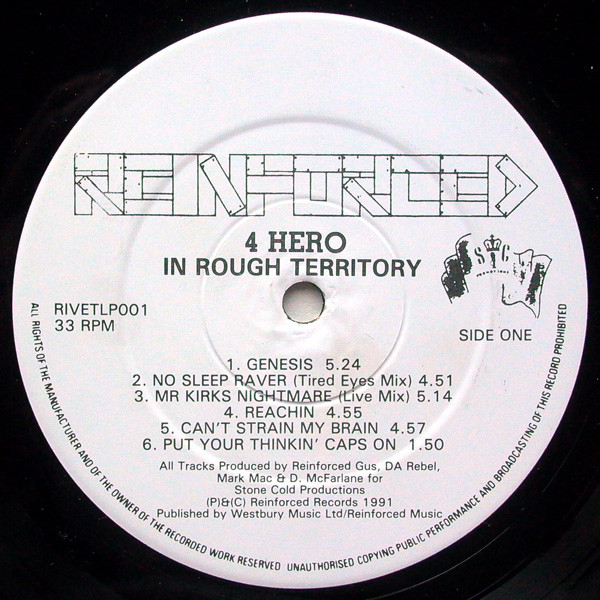 REINFORCED
4 HERO
IN ROUGH TERRITORY
RIVETLP001
33 RPM
SIDE ONE
1. GENESIS 5.24
2. NO SLEEP RAVER (Tired Eyes Mix) 4.51
3. MR KIRKS NIGHTMARE (Live Mix) 5.14
4. REACHIN 4.55
5. CAN'T STRAIN MY BRAIN 4.57
6. PUT YOUR THINKIN' CAPS ON 1.50
All Tracks Produced by Reinforced Gus, DA Rebel,
Mark Mac & D. McFarlane for
Stone Cold Productions
(P)&(C) Reinforced Records 1991
Published by Westbury Music Ltd/Reinforced Music
ALL RIGHTS OF THE MANUFACTURER AND OF THE OWNER OF THE RECORDED WORK RESERVED UNAUTHORISED COPYING PUBLIC PERFORMANCE AND BROADCASTING OF THIS RECORD PROHIBITED